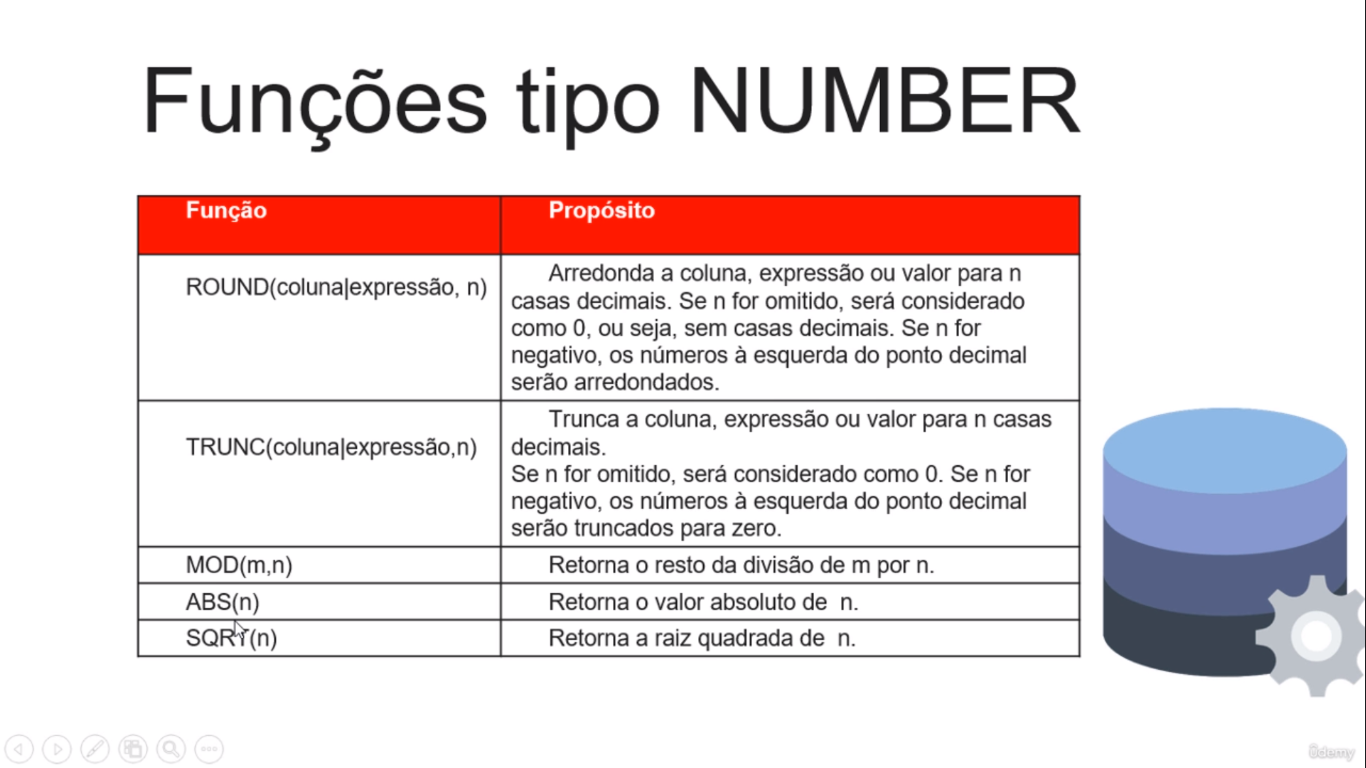 Funções tipo NUMBER
Função
Propósito
ROUND(coluna|expressão, n)
Arredonda a coluna, expressão ou valor para n
casas decimais. Se n for omitido, será considerado
como 0, ou seja, sem casas decimais. Se n for
negativo, os números à esquerda do ponto decimal
serão arredondados.
TRUNC(coluna|expressão,n)
Trunca a coluna, expressão ou valor para n casas
decimais.
Se n for omitido, será considerado como 0. Se n for
negativo, os números à esquerda do ponto decimal
serão truncados para zero.
MOD(m,n)
Retorna o resto da divisão de m por n.
ABS(n)
Retorna o valor absoluto de n.
SQRT(n)
Retorna a raiz quadrada de n.
ûdemy